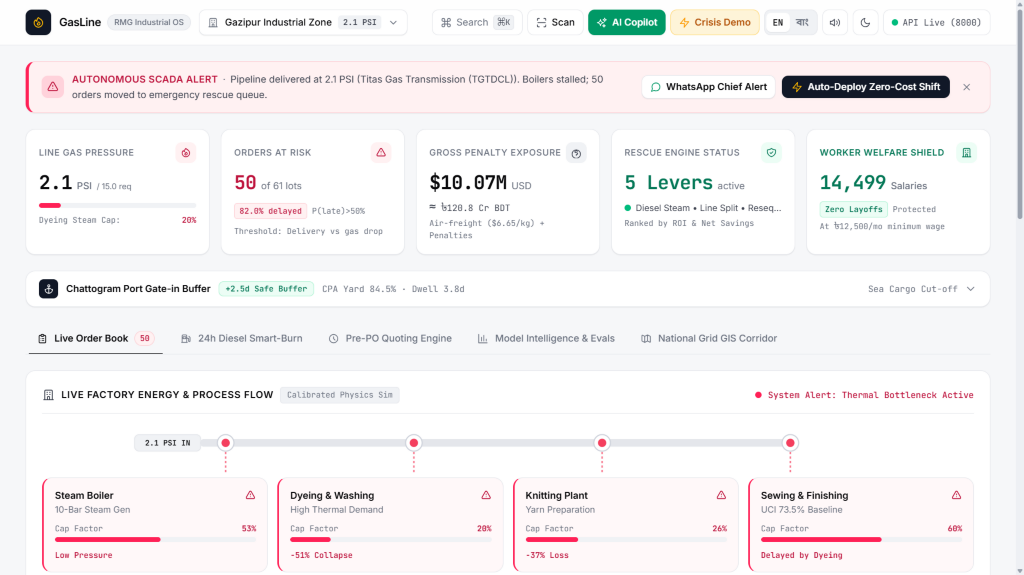 GasLine
RMG Industrial OS
Gazipur Industrial Zone
2.1 PSI
Search
⌘K
Scan
AI Copilot
Crisis Demo
EN
বাং
API Live (8000)
AUTONOMOUS SCADA ALERT · Pipeline delivered at 2.1 PSI (Titas Gas Transmission (TGTDCL)). Boilers stalled; 50
orders moved to emergency rescue queue.
WhatsApp Chief Alert
Auto-Deploy Zero-Cost Shift
LINE GAS PRESSURE
2.1 PSI / 15.0 req
Dyeing Steam Cap: 20%
ORDERS AT RISK
50 of 61 lots
82.0% delayed P(late)>50%
Threshold: Delivery vs gas drop
GROSS PENALTY EXPOSURE
$10.07M USD
≈ ৳120.8 Cr BDT
Air-freight ($6.65/kg) +
Penalties
RESCUE ENGINE STATUS
5 Levers active
Diesel Steam • Line Split • Reseq...
Ranked by ROI & Net Savings
WORKER WELFARE SHIELD
14,499 Salaries
Zero Layoffs Protected
At ৳12,500/mo minimum wage
Chattogram Port Gate-in Buffer
+2.5d Safe Buffer
CPA Yard 84.5% · Dwell 3.8d
Sea Cargo Cut-off
Live Order Book 50
24h Diesel Smart-Burn
Pre-PO Quoting Engine
Model Intelligence & Evals
National Grid GIS Corridor
LIVE FACTORY ENERGY & PROCESS FLOW
Calibrated Physics Sim
System Alert: Thermal Bottleneck Active
2.1 PSI IN
Steam Boiler
10-Bar Steam Gen
Cap Factor 53%
Low Pressure
Dyeing & Washing
High Thermal Demand
Cap Factor 20%
-51% Collapse
Knitting Plant
Yarn Preparation
Cap Factor 26%
-37% Loss
Sewing & Finishing
UCI 73.5% Baseline
Cap Factor 60%
Delayed by Dyeing